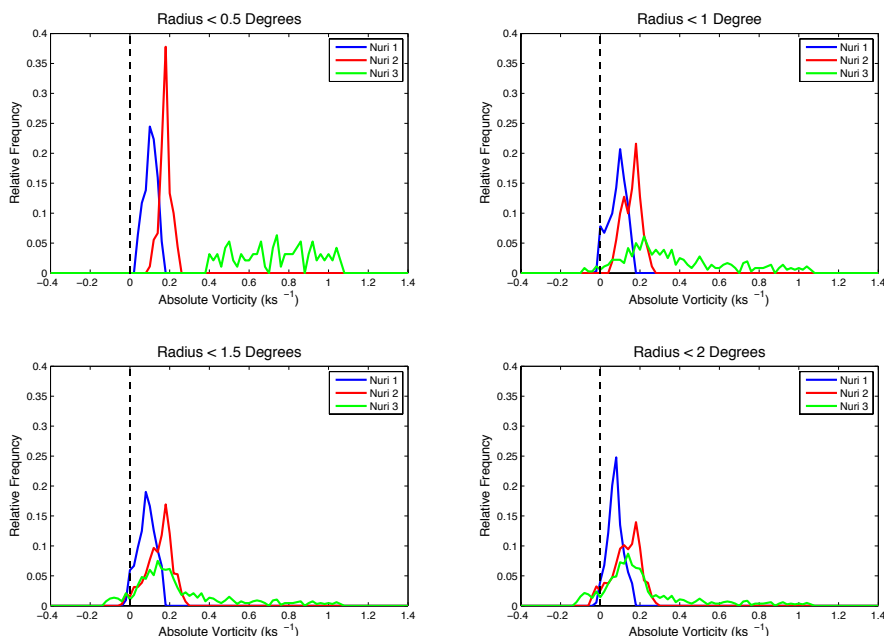 Radius < 0.5 Degrees
0.4
0.35
0.3
0.25
0.2
0.15
0.1
0.05
0
Relative Frequncy
Nuri 1
Nuri 2
Nuri 3
−0.4 −0.2 0 0.2 0.4 0.6 0.8 1 1.2 1.4
Absolute Vorticity (ks −1)
Radius < 1 Degree
0.4
0.35
0.3
0.25
0.2
0.15
0.1
0.05
0
Relative Frequncy
Nuri 1
Nuri 2
Nuri 3
−0.4 −0.2 0 0.2 0.4 0.6 0.8 1 1.2 1.4
Absolute Vorticity (ks −1)
Radius < 1.5 Degrees
0.4
0.35
0.3
0.25
0.2
0.15
0.1
0.05
0
Relative Frequncy
Nuri 1
Nuri 2
Nuri 3
−0.4 −0.2 0 0.2 0.4 0.6 0.8 1 1.2 1.4
Absolute Vorticity (ks −1)
Radius < 2 Degrees
0.4
0.35
0.3
0.25
0.2
0.15
0.1
0.05
0
Relative Frequncy
Nuri 1
Nuri 2
Nuri 3
−0.4 −0.2 0 0.2 0.4 0.6 0.8 1 1.2 1.4
Absolute Vorticity (ks −1)